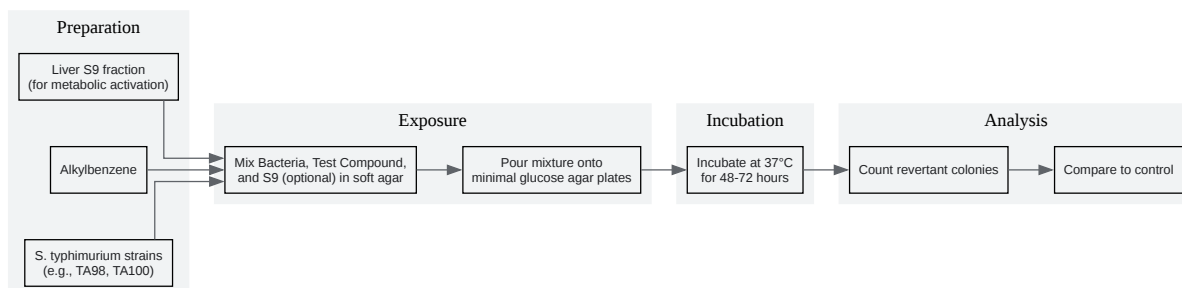 Preparation
Liver S9 fraction
(for metabolic activation)
Alkylbenzene
S. typhimurium strains
(e.g., TA98, TA100)
Exposure
Mix Bacteria, Test Compound,
and S9 (optional) in soft agar
Pour mixture onto
minimal glucose agar plates
Incubation
Incubate at 37°C
for 48-72 hours
Analysis
Count revertant colonies
Compare to control